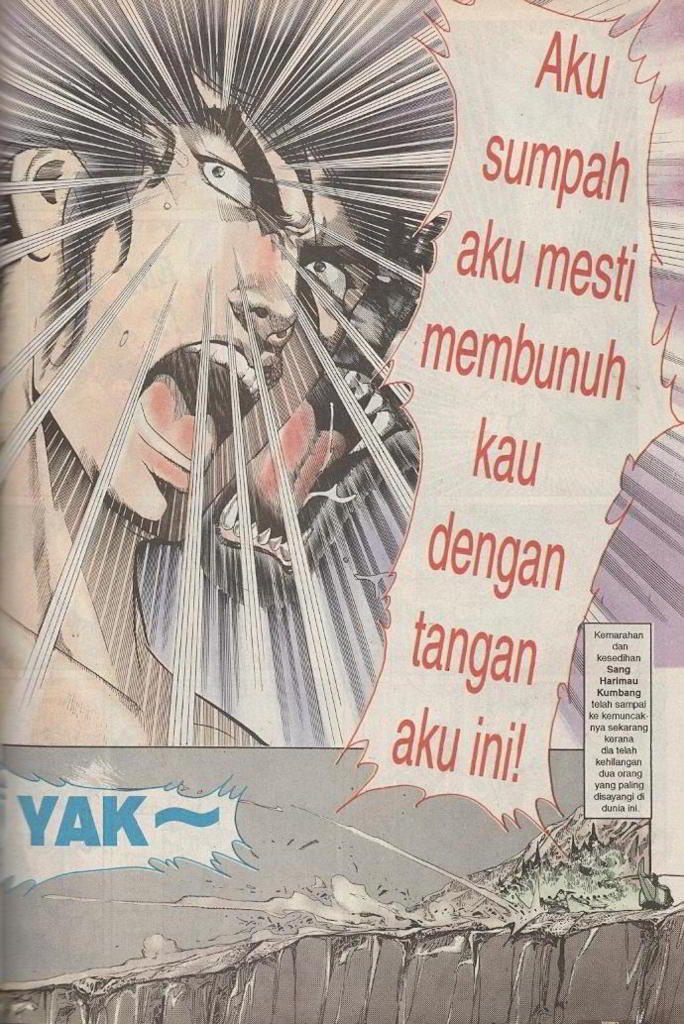 Aku
sumpah
aku mesti
membunuh
kau
dengan
tangan
aku ini!
Kemarahan
dan
kesedihan
Sang
Harimau
Kumbang
telah sampai
ke kemuncak-
nya sekarang
kerana
dia telah
kehilangan
dua orang
yang paling
disayangi di
dunia ini.
YAK~